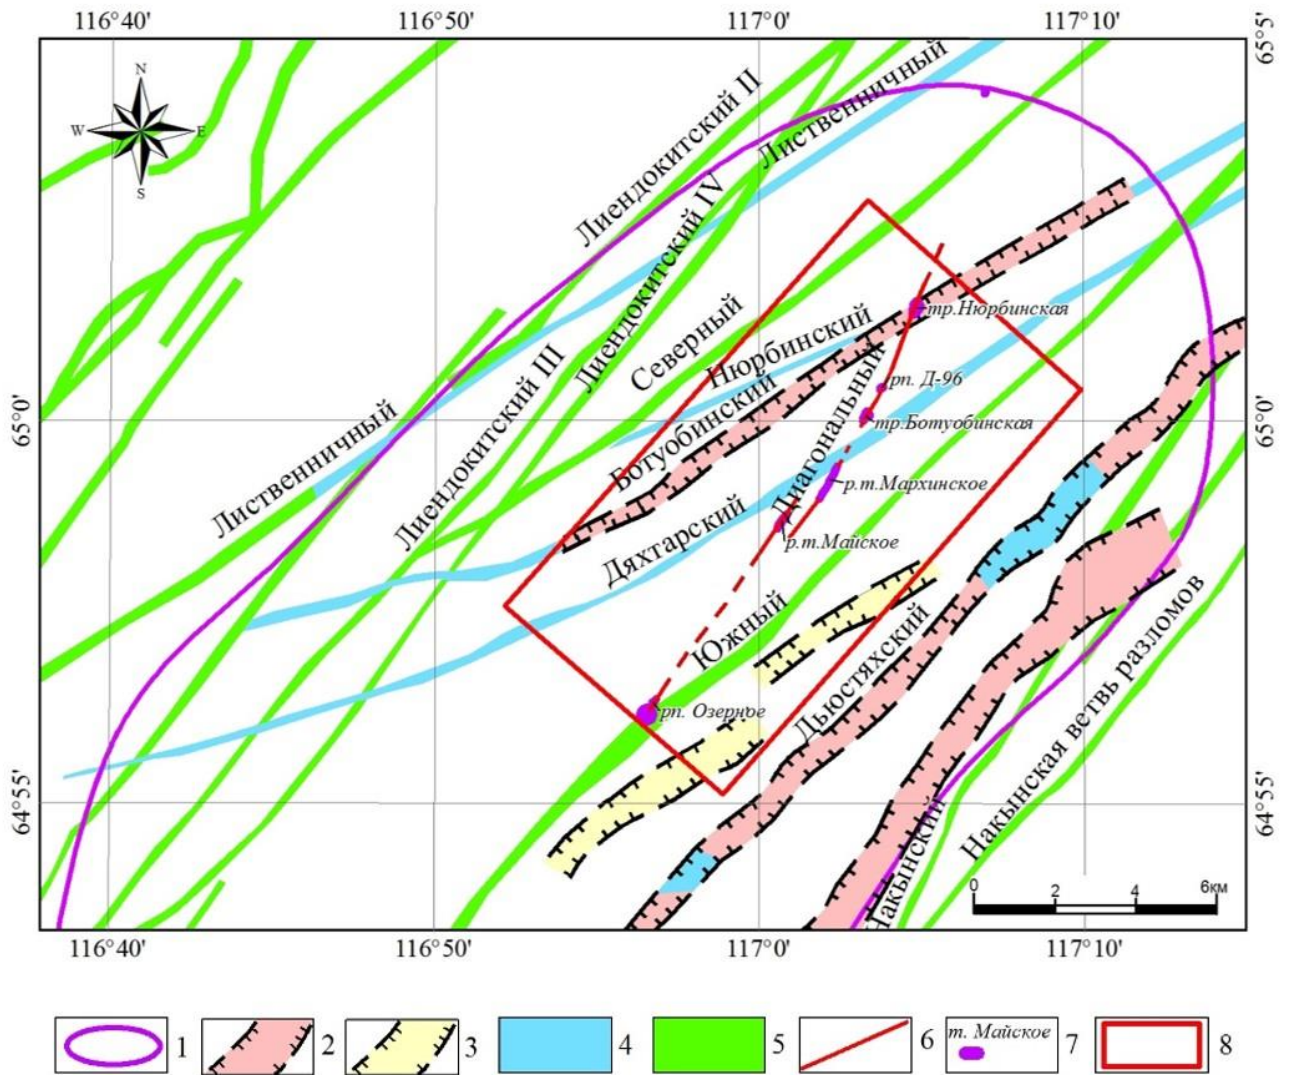 116°40'
116°50'
117°0'
117°10'
65°5'
N
W
E
S
Лиендокитский II
Лиственничный
Лиендокитский IV
Северный
Нюрбинский
тр.Нюрбинская
Лиендокитский III
рп. Д-96
Ботуобинский
Диагональный
тр.Ботуобинская
65°0'
65°0'
Лиственничный
р.т.Мархинское
Дяхтарский
р.т.Майское
Южный
Дьюстяхский
рп. Озерное
Накынская ветвь разломов
Накынский
64°55'
64°55'
0
2
4
6км
116°40'
116°50'
117°0'
117°10'
1
2
3
4
5
6
т. Майское
7
8